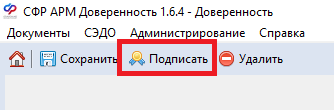 СФР АРМ Доверенность 1.6.4 - Доверенность
Документы СЭДО Администрирование Справка
Сохранить Подписать Удалить